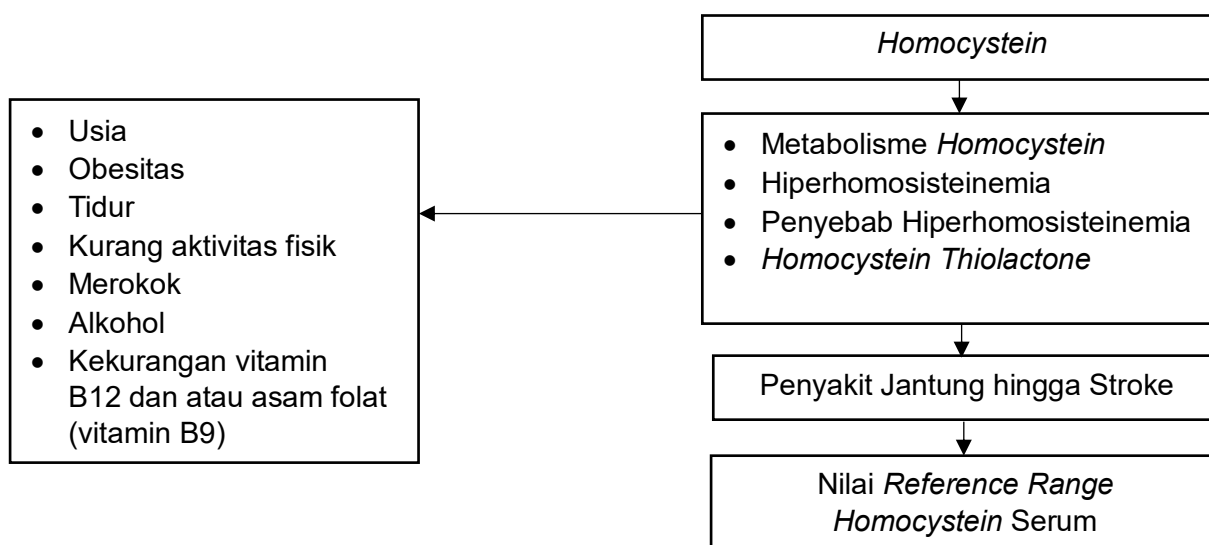 Homocystein
• Usia
• Obesitas
• Tidur
• Kurang aktivitas fisik
• Merokok
• Alkohol
• Kekurangan vitamin
B12 dan atau asam folat
(vitamin B9)
• Metabolisme Homocystein
• Hiperhomosisteinemia
• Penyebab Hiperhomosisteinemia
• Homocystein Thiolactone
Penyakit Jantung hingga Stroke
Nilai Reference Range
Homocystein Serum